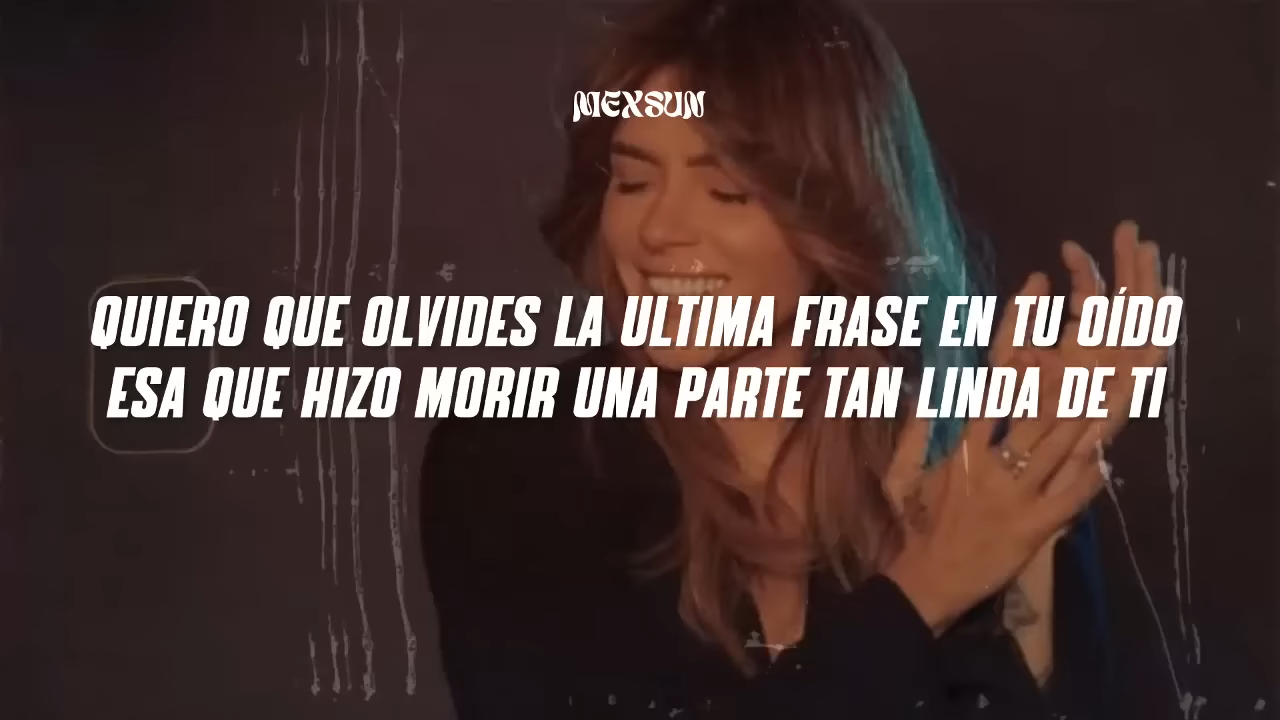 MEXSUN
QUIERO QUE OLVIDES LA ULTIMA FRASE EN TU OÍDO
ESA QUE HIZO MORIR UNA PARTE TAN LINDA DE TI